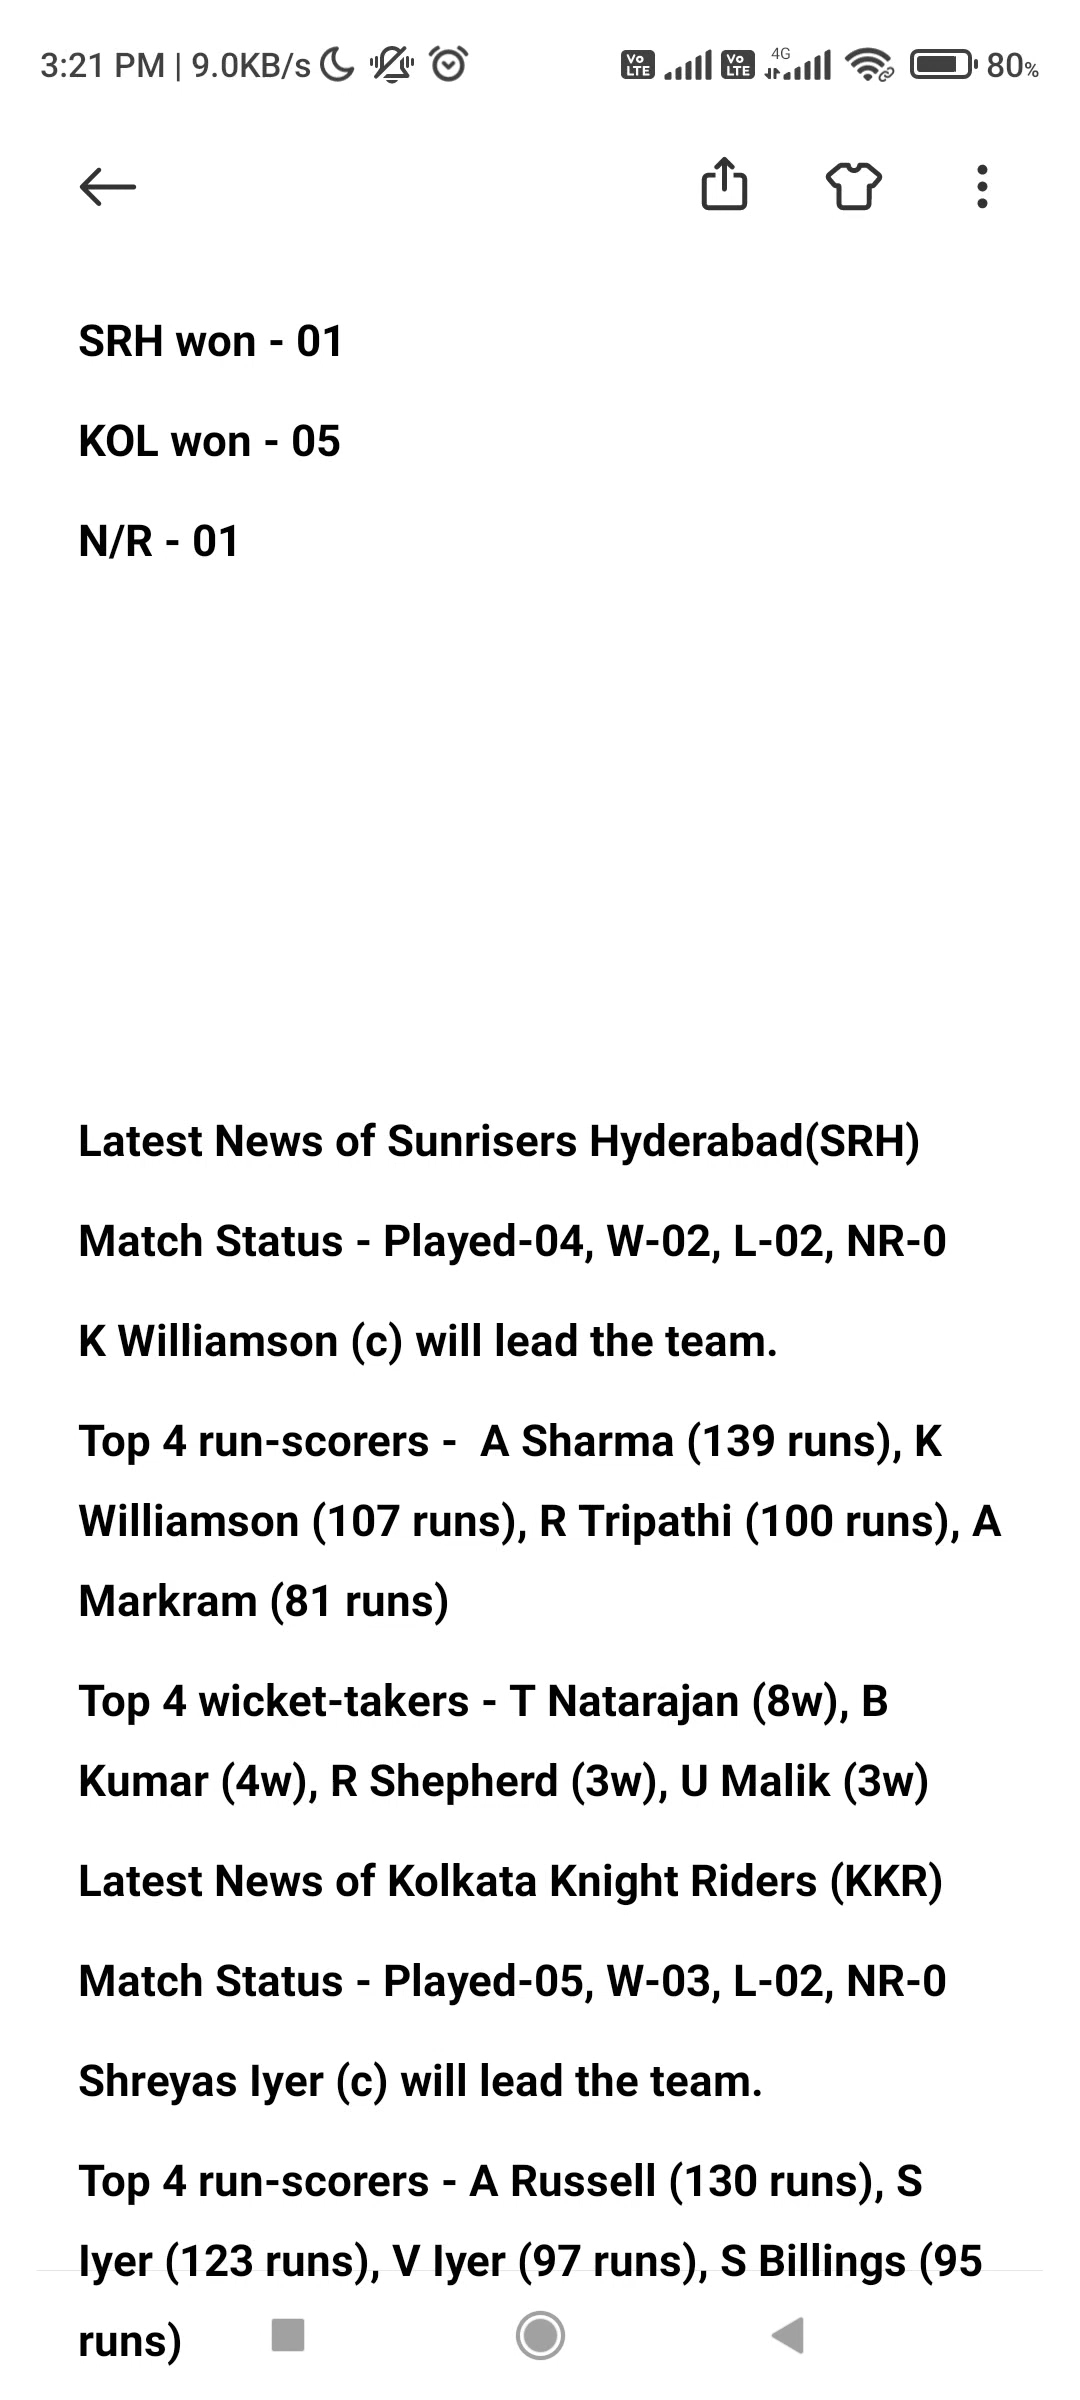 3:21 PM | 9.0KB/s Vo LTE Vo LTE 4G 80%
SRH won - 01
KOL won - 05
N/R - 01
Latest News of Sunrisers Hyderabad(SRH)
Match Status - Played-04, W-02, L-02, NR-0
K Williamson (c) will lead the team.
Top 4 run-scorers -  A Sharma (139 runs), K
Williamson (107 runs), R Tripathi (100 runs), A
Markram (81 runs)
Top 4 wicket-takers - T Natarajan (8w), B
Kumar (4w), R Shepherd (3w), U Malik (3w)
Latest News of Kolkata Knight Riders (KKR)
Match Status - Played-05, W-03, L-02, NR-0
Shreyas Iyer (c) will lead the team.
Top 4 run-scorers - A Russell (130 runs), S
Iyer (123 runs), V Iyer (97 runs), S Billings (95
runs)